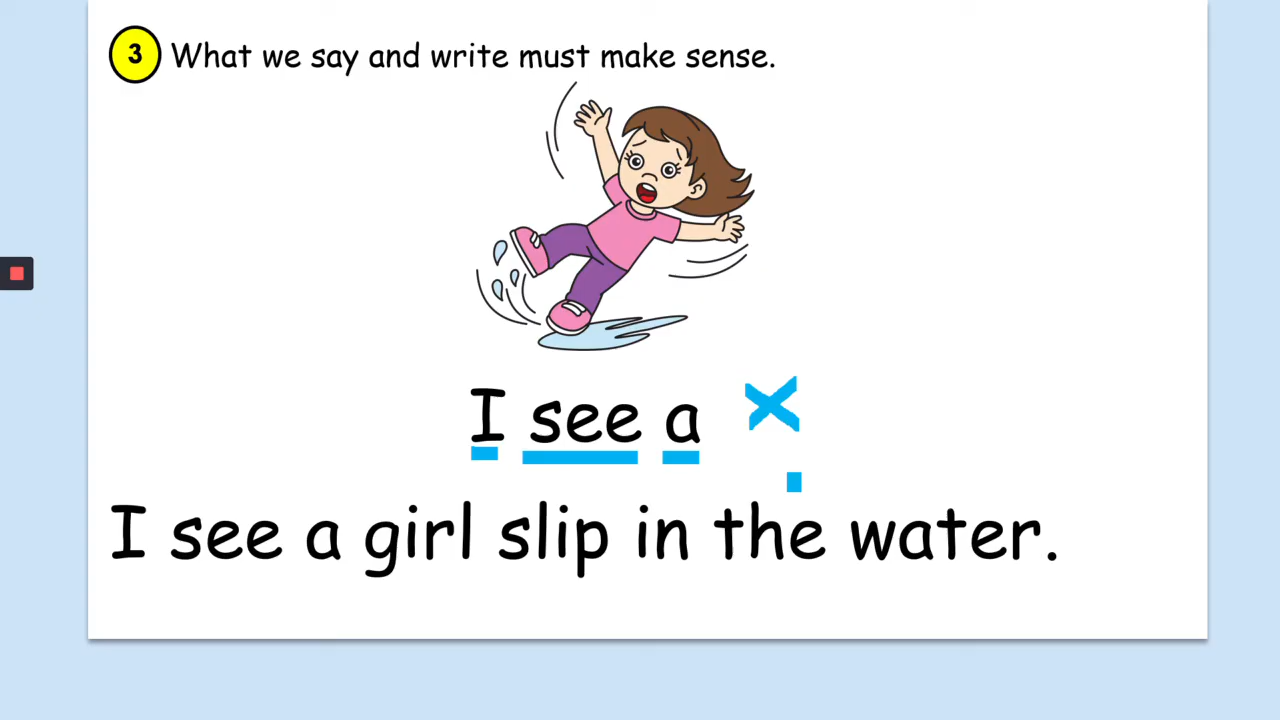 3 What we say and write must make sense.
I see a
I see a girl slip in the water.